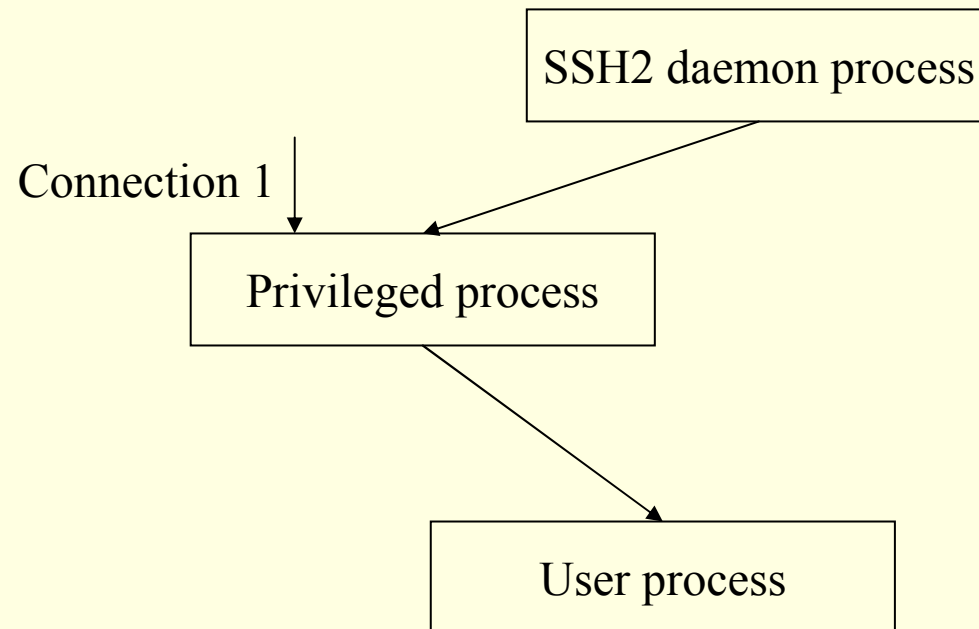 SSH2 daemon process
Connection 1
Privileged process
User process